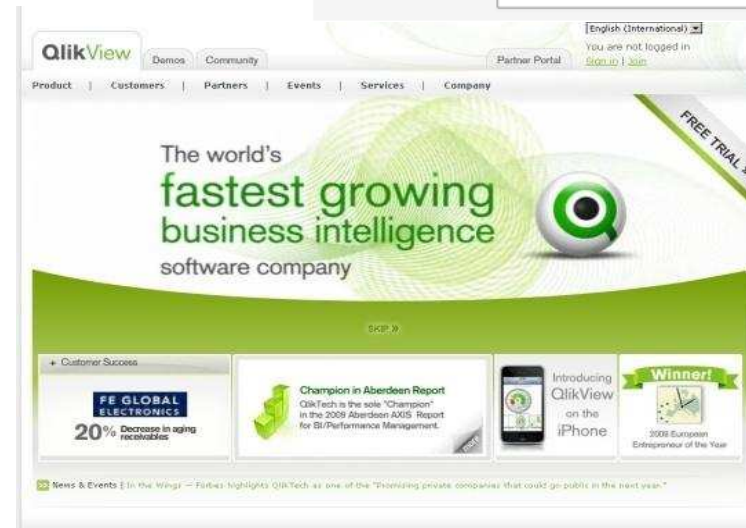 English (International)
You are not logged in
Sign in | Join
QlikView
Demos
Community
Partner Portal
Product | Customers | Partners | Events | Services | Company
FREE TRIAL »
The world's
fastest growing
business intelligence
software company
SKIP »
+ Customer Success
FE GLOBAL
ELECTRONICS
20% Decrease in aging
receivables
Champion in Aberdeen Report
QlikTech is the sole "Champion"
in the 2009 Aberdeen AXIS Report
for BI/Performance Management.
more
Introducing
QlikView
on the
iPhone
Winner!
2009 European
Entrepreneur of the Year
News & Events | In the Wings — Forbes highlights QlikTech as one of the "Promising private companies that could go public in the next year."